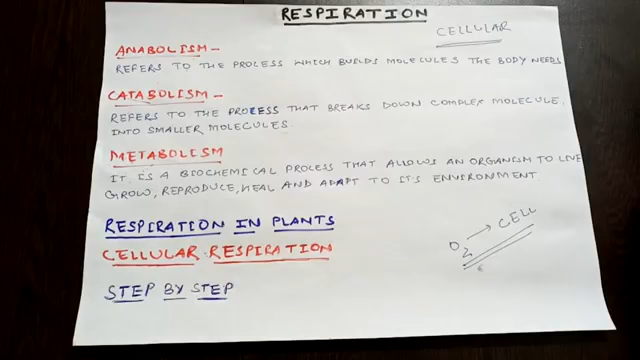 RESPIRATION
CELLULAR
ANABOLISM -
REFERS TO THE PROCESS WHICH BUILDS MOLECULES THE BODY NEEDS
CATABOLISM -
REFERS TO THE PROCESS THAT BREAKS DOWN COMPLEX MOLECULE,
INTO SMALLER MOLECULES.
METABOLISM
IT IS A BIOCHEMICAL PROCESS THAT ALLOWS AN ORGANISM TO LIVE
GROW, REPRODUCE, HEAL AND ADAPT TO ITS ENVIRONMENT
RESPIRATION IN PLANTS
O2 → CELL
CELLULAR RESPIRATION
STEP BY STEP